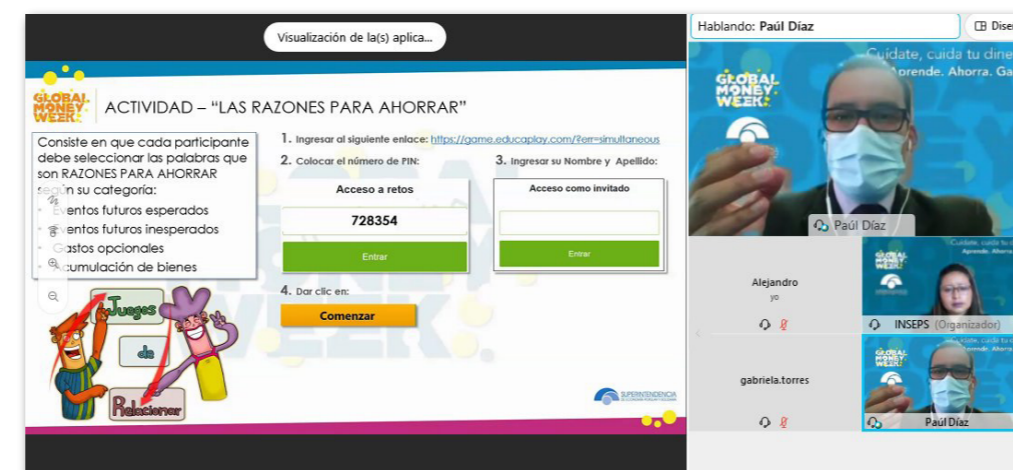 Visualización de la(s) aplica...
GLOBAL
MONEY
WEEK
ACTIVIDAD – “LAS RAZONES PARA AHORRAR”
Consiste en que cada participante
debe seleccionar las palabras que
son RAZONES PARA AHORRAR
según su categoría:
Eventos futuros esperados
Eventos futuros inesperados
Gastos opcionales
Acumulación de bienes
1. Ingresar al siguiente enlace: https://game.educaplay.com/?err=simultaneous
2. Colocar el número de PIN:
Acceso a retos
728354
Entrar
3. Ingresar su Nombre y Apellido:
Acceso como invitado
Entrar
4. Dar clic en:
Comenzar
Juegos
de
Relacionar
SUPERINTENDENCIA
Hablando: Paúl Díaz
Dise
Cuídate, cuida tu dine
Aprende. Ahorra. Ga
GLOBAL
MONEY
WEEK
Paúl Díaz
Alejandro
yo
INSEPS (Organizador)
gabriela.torres
Paúl Díaz